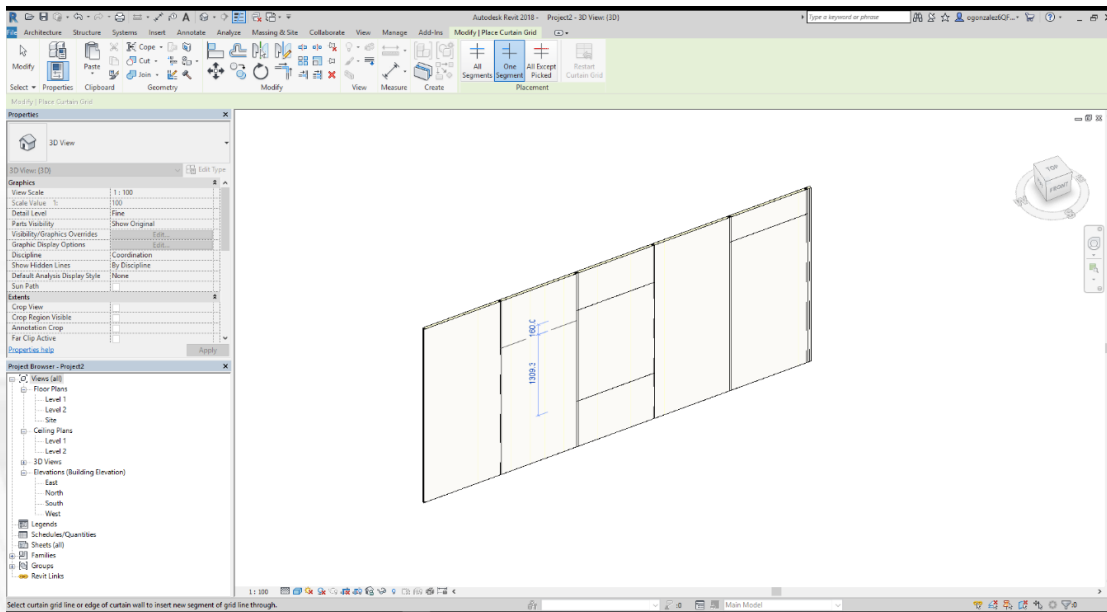 Autodesk Revit 2018 - Project2 - 3D View: {3D}
Type a keyword or phrase
ogonzalez6QF...
File Architecture Structure Systems Insert Annotate Analyze Massing & Site Collaborate View Manage Add-Ins Modify | Place Curtain Grid
Modify
Paste
Cope
Cut
Join
All Segments
One Segment
All Except Picked
Restart Curtain Grid
Select Properties Clipboard Geometry Modify View Measure Create Placement
Modify | Place Curtain Grid
Properties
3D View
3D View: {3D}
Edit Type
Graphics
View Scale 1 : 100
Scale Value 1: 100
Detail Level Fine
Parts Visibility Show Original
Visibility/Graphics Overrides Edit...
Graphic Display Options Edit...
Discipline Coordination
Show Hidden Lines By Discipline
Default Analysis Display Style None
Sun Path
Extents
Crop View
Crop Region Visible
Annotation Crop
Far Clip Active
Properties help Apply
Project Browser - Project2
Views (all)
Floor Plans
Level 1
Level 2
Site
Ceiling Plans
Level 1
Level 2
3D Views
Elevations (Building Elevation)
East
North
South
West
Legends
Schedules/Quantities
Sheets (all)
Families
Groups
Revit Links
160.0
1309.3
TOP
FRONT
1 : 100
Select curtain grid line or edge of curtain wall to insert new segment of grid line through.
:0
Main Model
:0